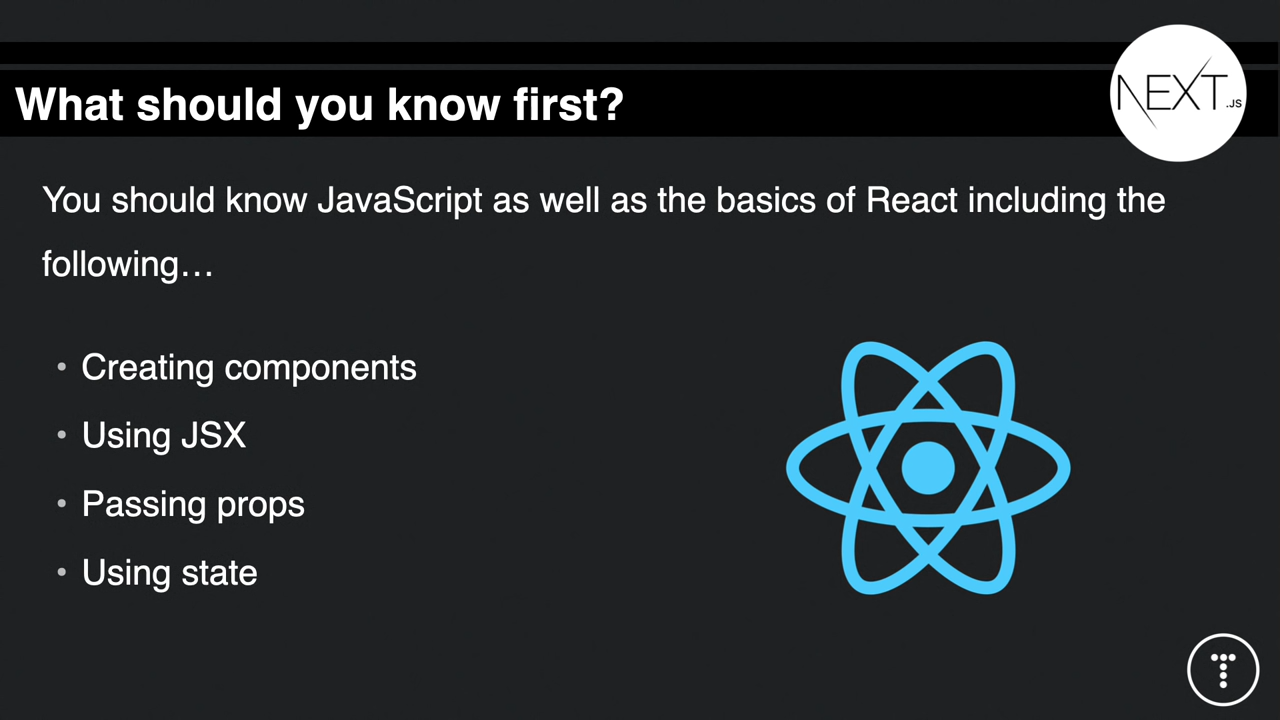 NEXT.JS
What should you know first?
You should know JavaScript as well as the basics of React including the
following…
• Creating components
• Using JSX
• Passing props
• Using state
T